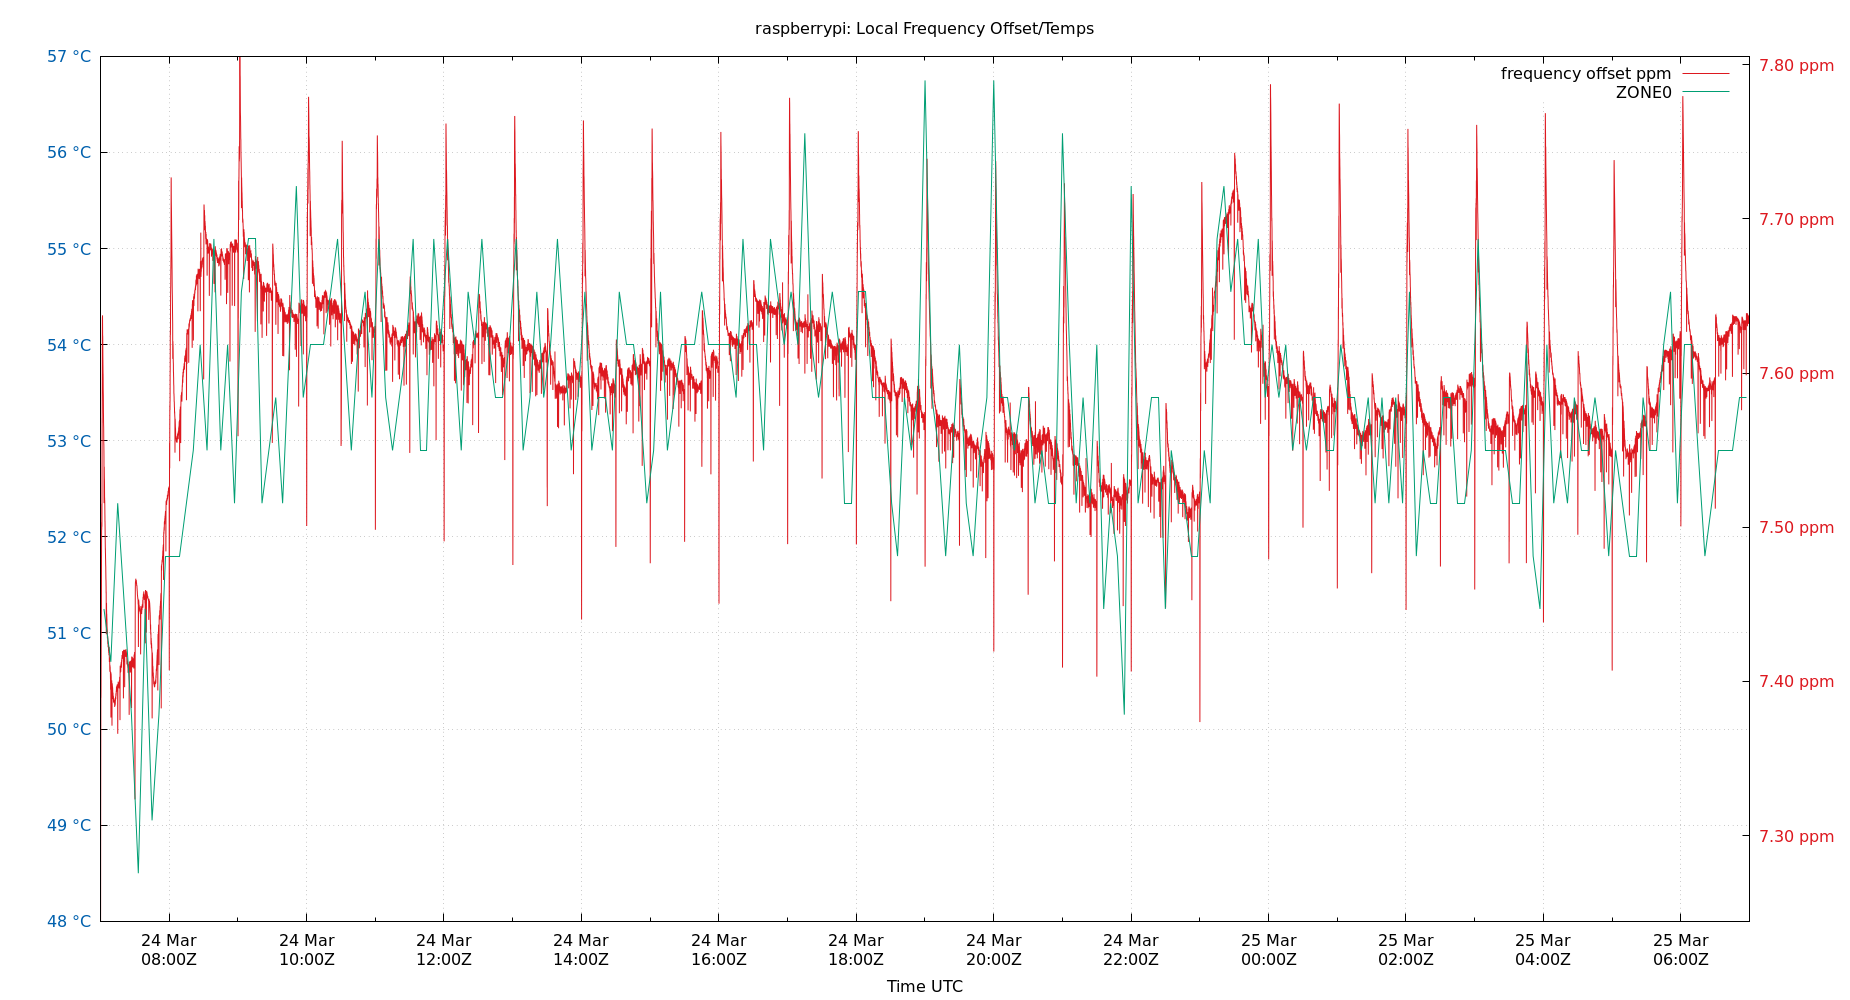 raspberrypi: Local Frequency Offset/Temps
57 °C
56 °C
55 °C
54 °C
53 °C
52 °C
51 °C
50 °C
49 °C
48 °C
frequency offset ppm
ZONE0
7.80 ppm
7.70 ppm
7.60 ppm
7.50 ppm
7.40 ppm
7.30 ppm
24 Mar
08:00Z
24 Mar
10:00Z
24 Mar
12:00Z
24 Mar
14:00Z
24 Mar
16:00Z
24 Mar
18:00Z
24 Mar
20:00Z
24 Mar
22:00Z
25 Mar
00:00Z
25 Mar
02:00Z
25 Mar
04:00Z
25 Mar
06:00Z
Time UTC